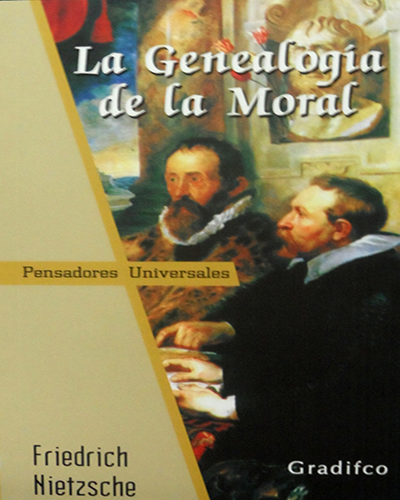 La Genealogía
de la Moral
Pensadores Universales
Friedrich
Nietzsche
Gradifco